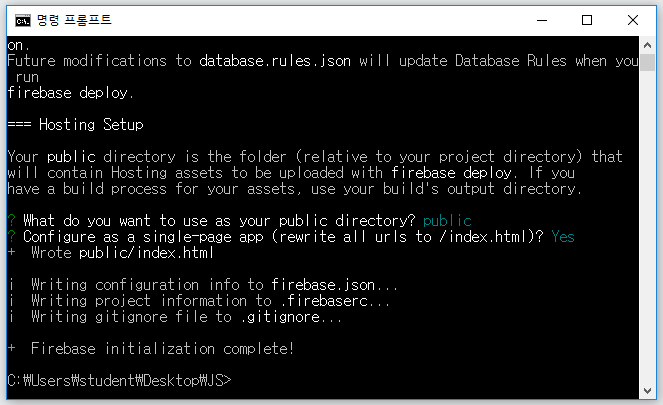 명령 프롬프트
on.
Future modifications to database.rules.json will update Database Rules when you
run
firebase deploy.
=== Hosting Setup
Your public directory is the folder (relative to your project directory) that
will contain Hosting assets to be uploaded with firebase deploy. If you
have a build process for your assets, use your build's output directory.
? What do you want to use as your public directory? public
? Configure as a single-page app (rewrite all urls to /index.html)? Yes
+  Wrote public/index.html
i  Writing configuration info to firebase.json...
i  Writing project information to .firebaserc...
i  Writing gitignore file to .gitignore...
+  Firebase initialization complete!
C:₩Users₩student₩Desktop₩JS>